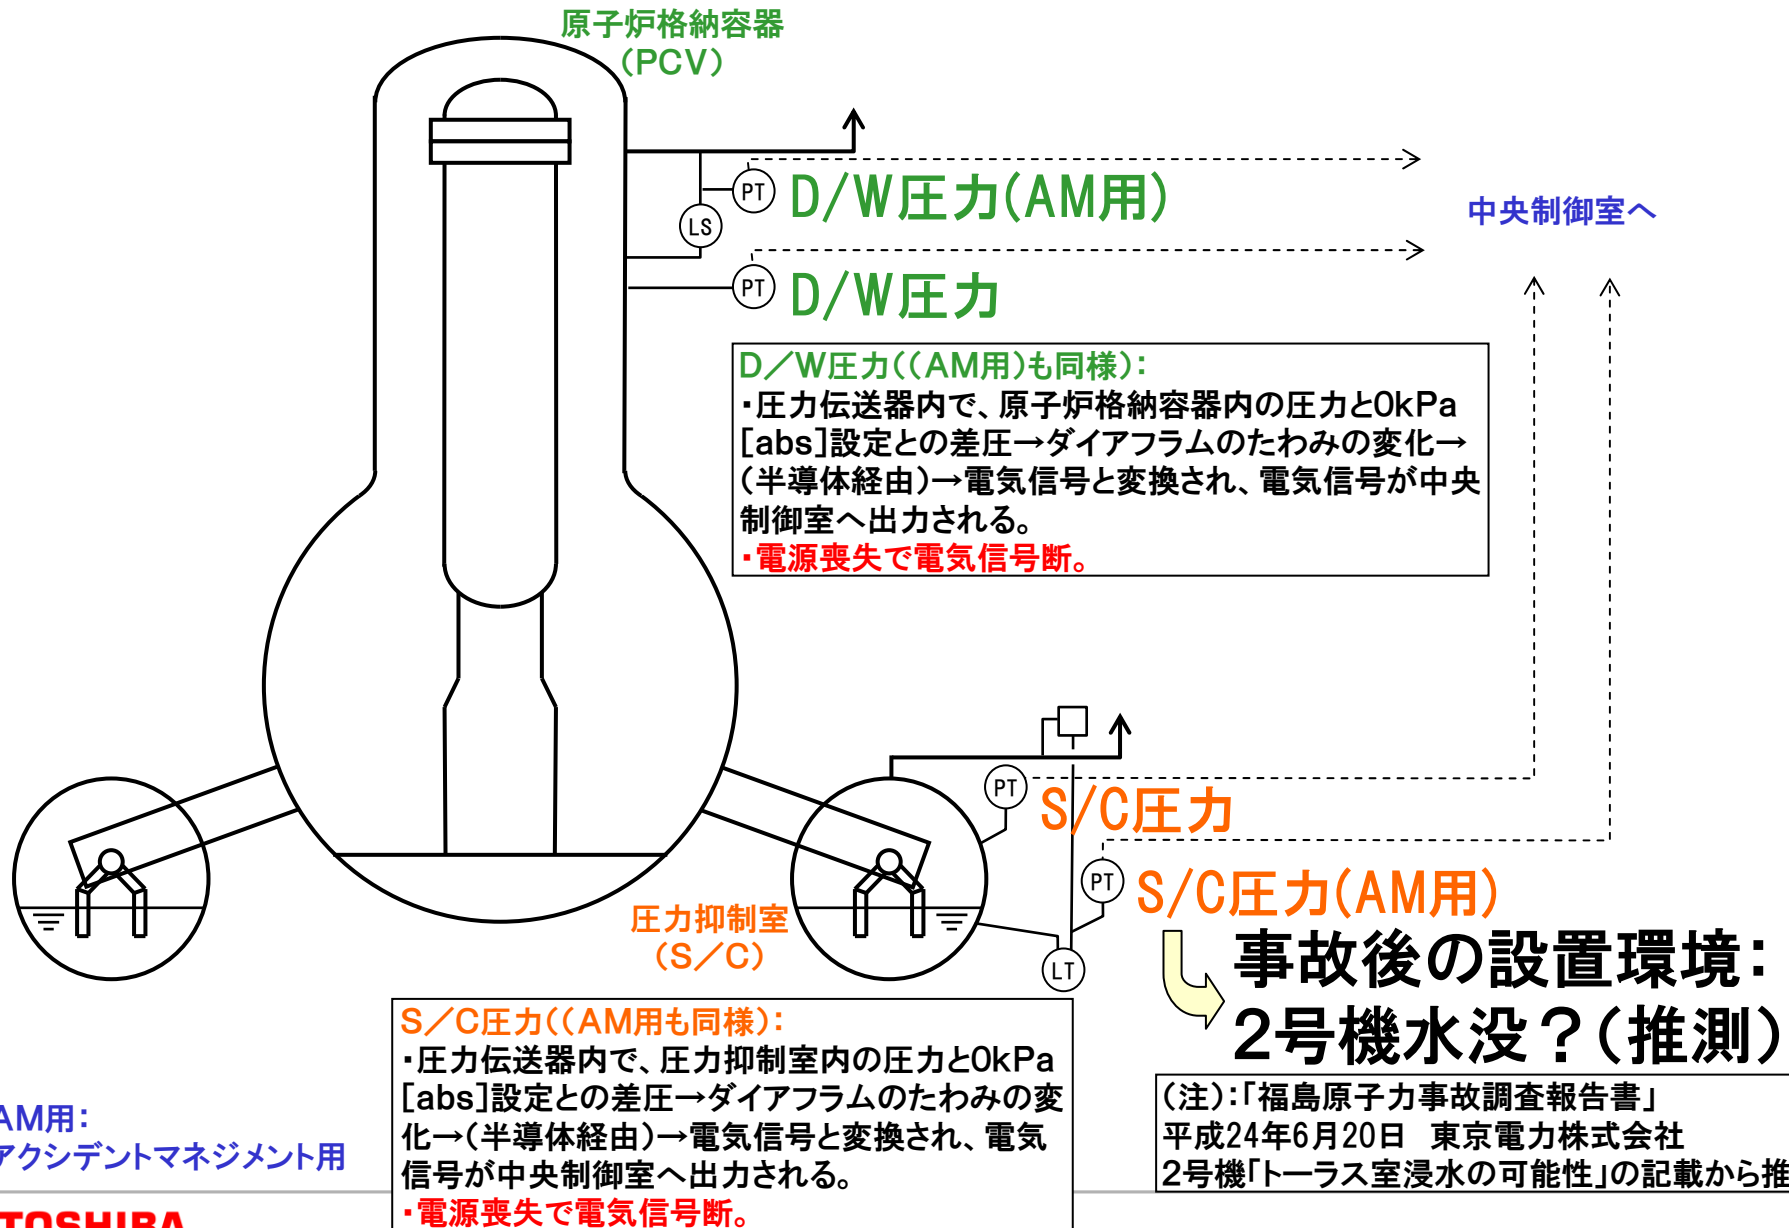 原子炉格納容器
（PCV）
PT
D/W圧力(AM用)
中央制御室へ
LS
PT
D/W圧力
D／W圧力（(AM用）も同様）：
・圧力伝送器内で、原子炉格納容器内の圧力と0kPa
[abs]設定との差圧→ダイアフラムのたわみの変化→
（半導体経由）→電気信号と変換され、電気信号が中央
制御室へ出力される。
・電源喪失で電気信号断。
PT
S/C圧力
PT
S/C圧力(AM用)
圧力抑制室
（S／C）
LT
事故後の設置環境：
２号機水没？（推測）
S／C圧力（(AM用も同様）：
・圧力伝送器内で、圧力抑制室内の圧力と0kPa
[abs]設定との差圧→ダイアフラムのたわみの変
化→（半導体経由）→電気信号と変換され、電気
信号が中央制御室へ出力される。
・電源喪失で電気信号断。
（注）：「福島原子力事故調査報告書」
平成24年6月20日　東京電力株式会社
２号機「トーラス室浸水の可能性」の記載から推
AM用：
アクシデントマネジメント用
TOSHIBA